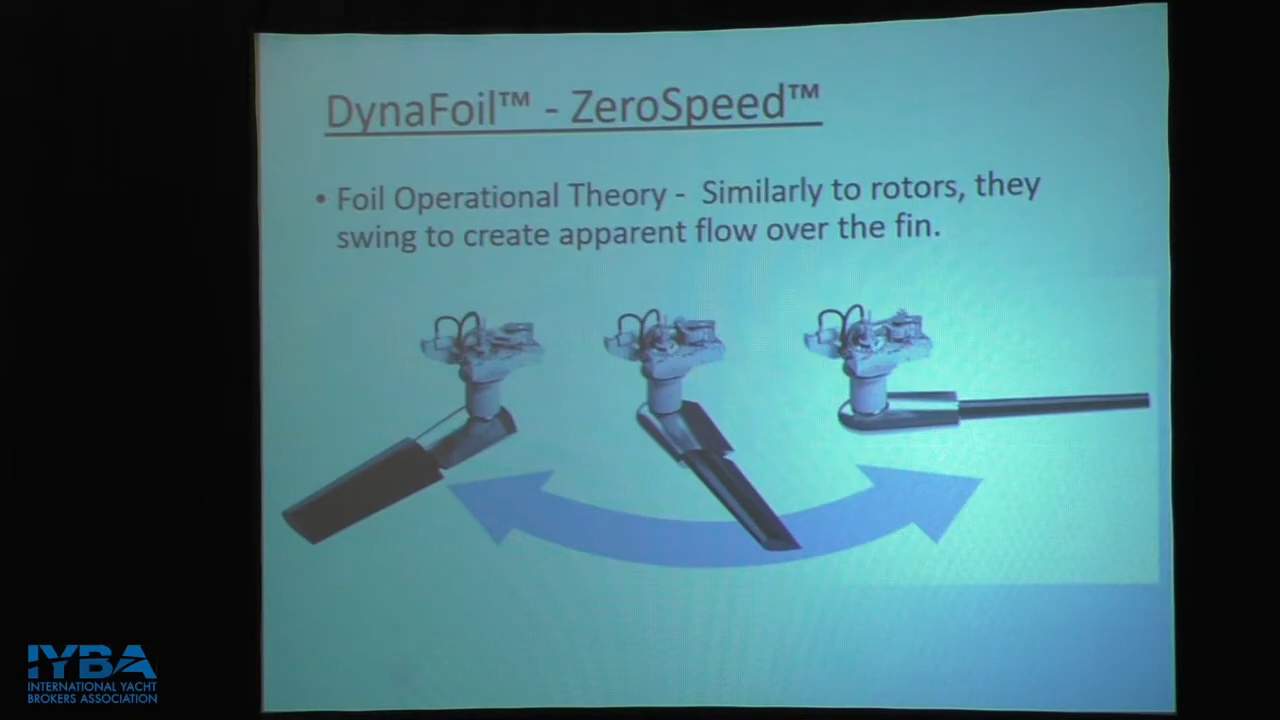 DynaFoil™ - ZeroSpeed™
• Foil Operational Theory - Similarly to rotors, they
swing to create apparent flow over the fin.
IYBA
INTERNATIONAL YACHT
BROKERS ASSOCIATION